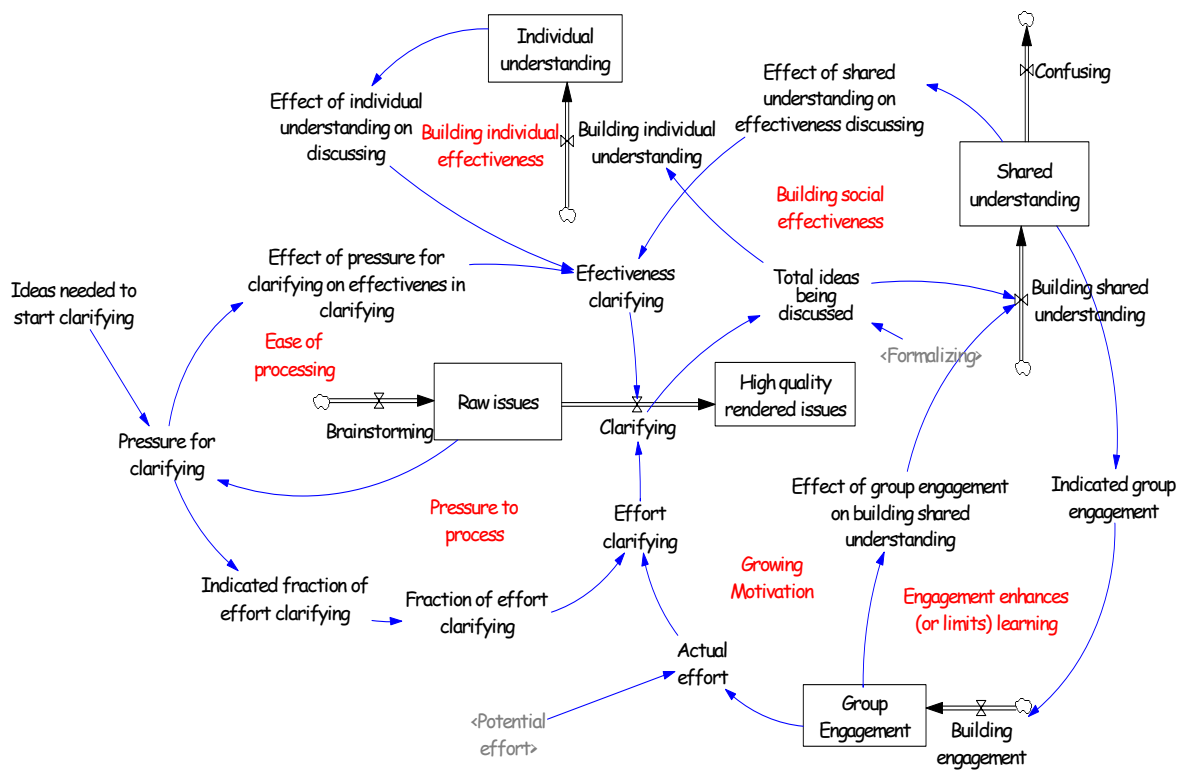 Individual
understanding
Confusing
Effect of shared
understanding on
effectiveness discussing
Effect of individual
understanding on
discussing
Building individual
effectiveness
Building individual
understanding
Shared
understanding
Building social
effectiveness
Effect of pressure for
clarifying on effectivenes in
clarifying
Efectiveness
clarifying
Total ideas
being
discussed
Building shared
understanding
Ideas needed to
start clarifying
Ease of
processing
<Formalizing>
Raw issues
High quality
rendered issues
Brainstorming
Clarifying
Pressure for
clarifying
Pressure to
process
Effort
clarifying
Effect of group engagement
on building shared
understanding
Indicated group
engagement
Growing
Motivation
Indicated fraction of
effort clarifying
Fraction of effort
clarifying
Engagement enhances
(or limits) learning
Actual
effort
Group
Engagement
<Potential
effort>
Building
engagement